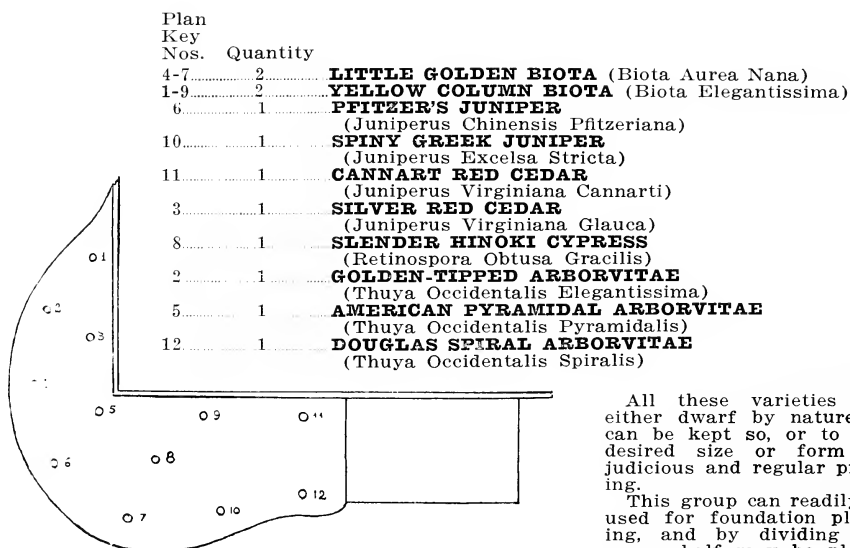 Plan
Key
Nos. Quantity
4-7 2 LITTLE GOLDEN BIOTA (Biota Aurea Nana)
1-9 2 YELLOW COLUMN BIOTA (Biota Elegantissima)
6 1 PFITZER'S JUNIPER
(Juniperus Chinensis Pfitzeriana)
10 1 SPINY GREEK JUNIPER
(Juniperus Excelsa Stricta)
11 1 CANNART RED CEDAR
(Juniperus Virginiana Cannarti)
3 1 SILVER RED CEDAR
(Juniperus Virginiana Glauca)
8 1 SLENDER HINOKI CYPRESS
(Retinospora Obtusa Gracilis)
2 1 GOLDEN-TIPPED ARBORVITAE
(Thuya Occidentalis Elegantissima)
5 1 AMERICAN PYRAMIDAL ARBORVITAE
(Thuya Occidentalis Pyramidalis)
12 1 DOUGLAS SPIRAL ARBORVITAE
(Thuya Occidentalis Spiralis)
1
2
3
5
9
11
6
8
12
7
10
All these varieties
either dwarf by nature
can be kept so, or to
desired size or form
judicious and regular
ing.
This group can readily
used for foundation
ing, and by dividing